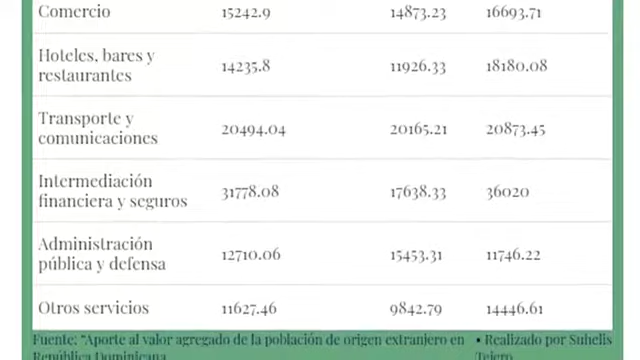 Comercio 15242.9 14873.23 16693.71
Hoteles, bares y
restaurantes 14235.8 11926.33 18180.08
Transporte y
comunicaciones 20494.04 20165.21 20873.45
Intermediación
financiera y seguros 31778.08 17638.33 36020
Administración
pública y defensa 12710.06 15453.31 11746.22
Otros servicios 11627.46 9842.79 14446.61
Fuente: "Aporte al valor agregado de la población de origen extranjero en
República Dominicana
• Realizado por Suhelis
Tejero